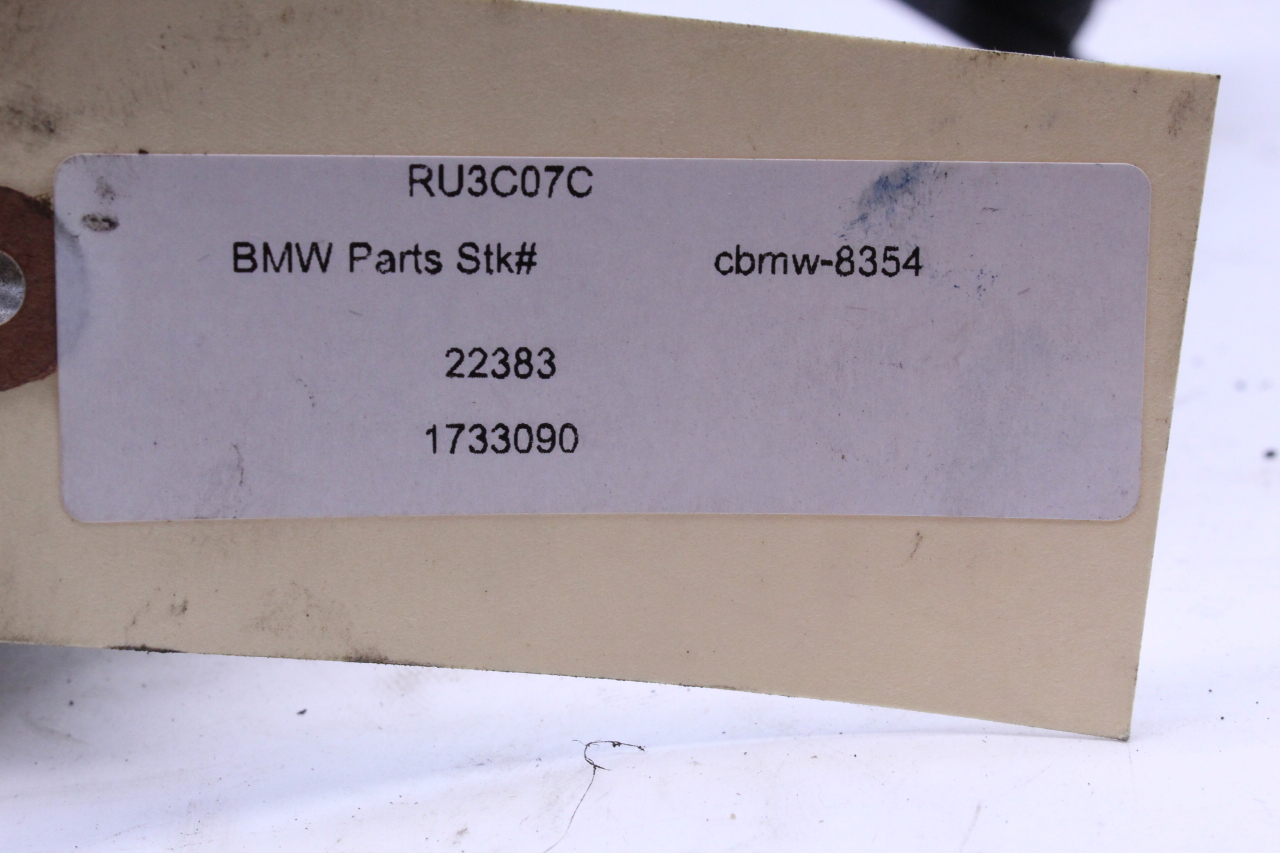 RU3C07C
BMW Parts Stk# cbmw-8354
22383
1733090